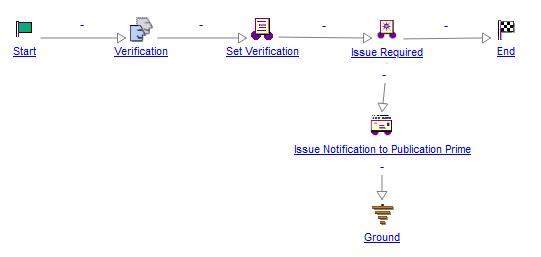 - - - -
Start Verification Set Verification Issue Required End
-
Issue Notification to Publication Prime
-
Ground